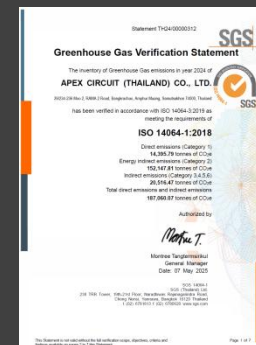 Statement TH24/00000312
SGS
Greenhouse Gas Verification Statement
The inventory of Greenhouse Gas emissions in year 2024 of
APEX CIRCUIT (THAILAND) CO., LTD.
has been verified in accordance with ISO 14064-3:2019 as
meeting the requirements of
ISO 14064-1:2018
SGS
Direct emissions (Category 1)
14,395.79 tonnes of CO₂e
Energy indirect emissions (Category 2)
152,147.81 tonnes of CO₂e
Indirect emissions (Category 3,4,5,6)
20,516.47 tonnes of CO₂e
Total direct emissions and indirect emissions
187,060.07 tonnes of CO₂e
Authorized by
Montree T.
Montree Tangtermsirikul
General Manager
Date: 07 May 2025
SGS (Thailand) Ltd.
Page 1 of 7